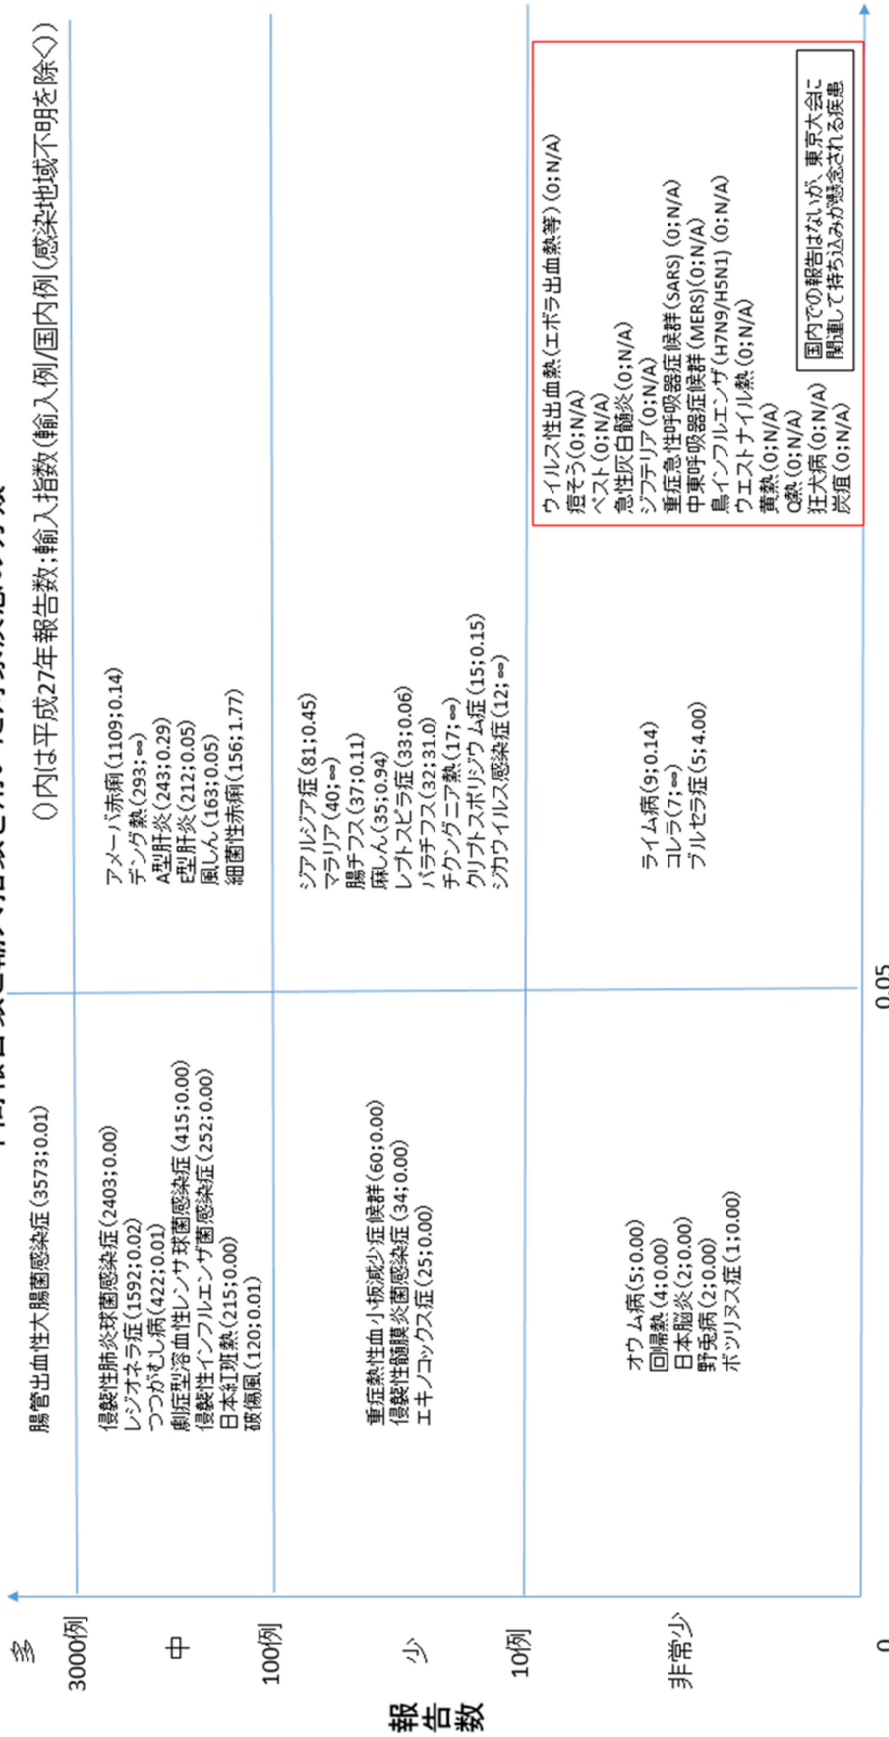 ()内は平成27年報告数;輸入指数(輸入例/国内例(感染地域不明を除く))
報告数
多
3000例
中
100例
少
10例
非常少
0
0.05
腸管出血性大腸菌感染症(3573;0.01)
侵襲性肺炎球菌感染症(2403;0.00)
レジオネラ症(1592;0.02)
つつがむし病(422;0.01)
劇症型溶血性レンサ球菌感染症(415;0.00)
侵襲性インフルエンザ菌感染症(252;0.00)
日本紅斑熱(215;0.00)
破傷風(120;0.01)
アメーバ赤痢(1109;0.14)
デング熱(293;∞)
A型肝炎(243;0.29)
E型肝炎(212;0.05)
風しん(163;0.05)
細菌性赤痢(156;1.77)
重症熱性血小板減少症候群(60;0.00)
侵襲性髄膜炎菌感染症(34;0.00)
エキノコックス症(25;0.00)
ジアルジア症(81;0.45)
マラリア(40;∞)
腸チフス(37;0.11)
麻しん(35;0.94)
レプトスピラ症(33;0.06)
パラチフス(32;31.0)
チクングニア熱(17;∞)
クリプトスポリジウム症(15;0.15)
ジカウイルス感染症(12;∞)
オウム病(5;0.00)
回帰熱(4;0.00)
日本脳炎(2;0.00)
野兎病(2;0.00)
ボツリヌス症(1;0.00)
ライム病(9;0.14)
コレラ(7;∞)
ブルセラ症(5;4.00)
ウイルス性出血熱(エボラ出血熱等)(0;N/A)
痘そう(0;N/A)
ペスト(0;N/A)
急性灰白髄炎(0;N/A)
ジフテリア(0;N/A)
重症急性呼吸器症候群(SARS)(0;N/A)
中東呼吸器症候群(MERS)(0;N/A)
鳥インフルエンザ(H7N9/H5N1)(0;N/A)
ウエストナイル熱(0;N/A)
黄熱(0;N/A)
Q熱(0;N/A)
狂犬病(0;N/A)
炭疽(0;N/A)
国内での報告はないが、東京大会に
関連して持ち込みが懸念される疾患